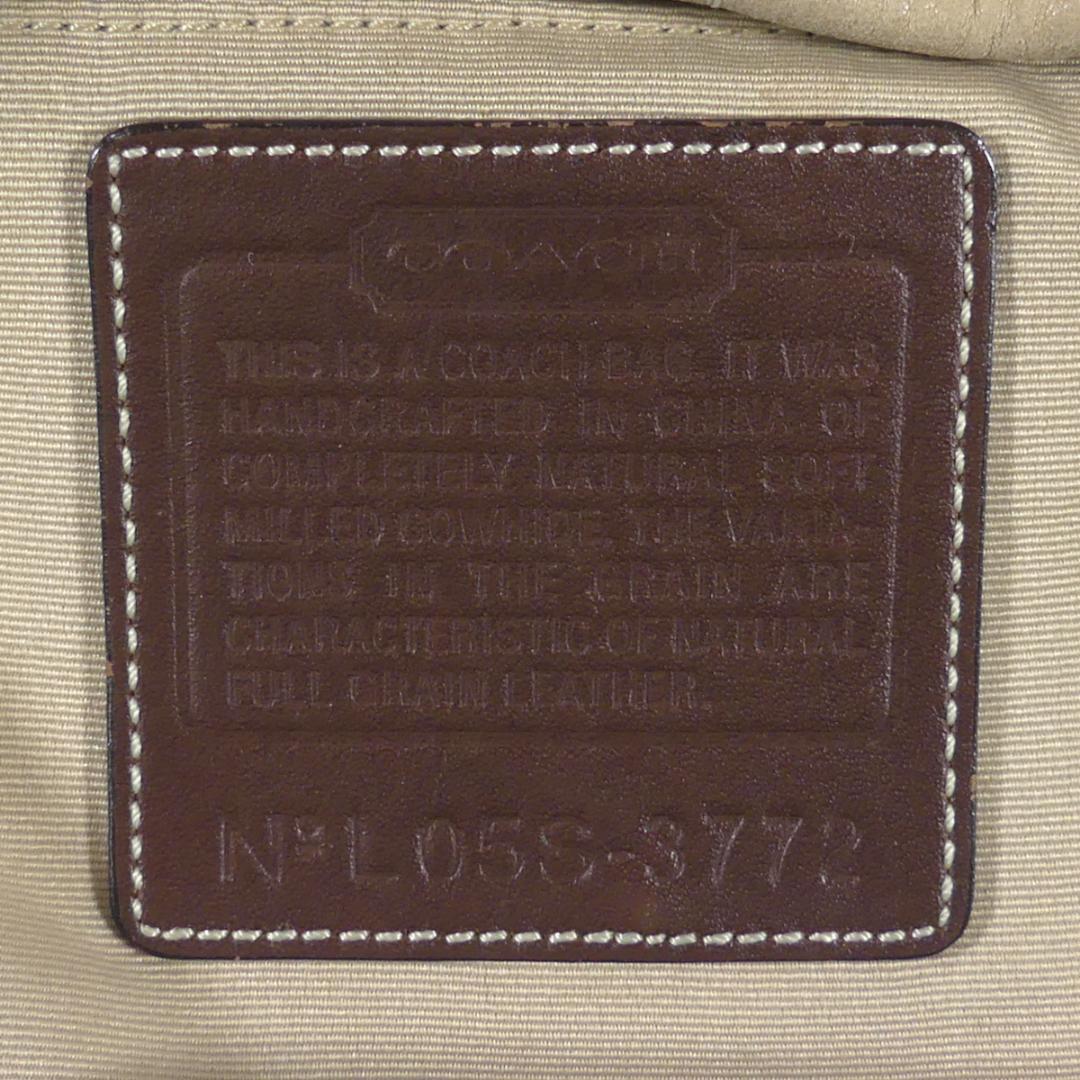 COACH
THIS IS A COACH BAG. IT WAS
HANDCRAFTED IN CHINA OF
COMPLETELY NATURAL SOFT
MILLED COWHIDE. THE VARIA-
TIONS IN THE GRAIN ARE
CHARACTERISTIC OF NATURAL
FULL GRAIN LEATHER.
Nº L05S-3772